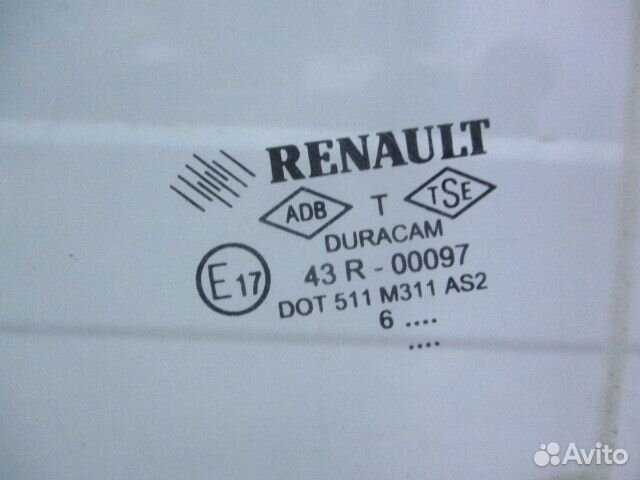 RENAULT
ADB T TSE
DURACAM
E17 43 R - 00097
DOT 511 M311 AS2
6 ....
....
Avito